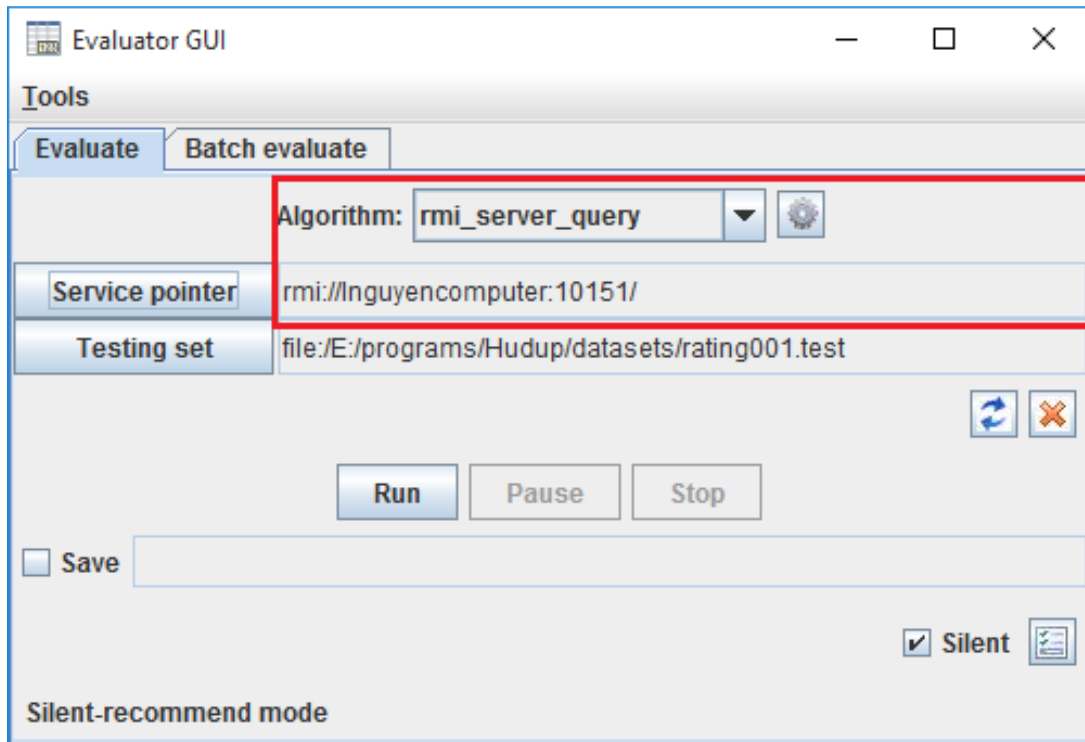 Evaluator GUI
Tools
Evaluate Batch evaluate
Algorithm: rmi_server_query
Service pointer rmi://lnguyencomputer:10151/
Testing set file:/E:/programs/Hudup/datasets/rating001.test
Run Pause Stop
Save
Silent
Silent-recommend mode